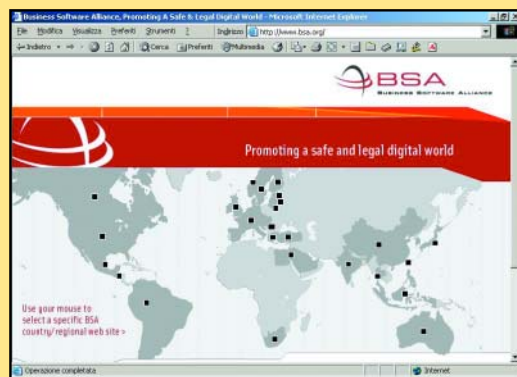 Business Software Alliance, Promoting A Safe & Legal Digital World - Microsoft Internet Explorer
File Modifica Visualizza Preferiti Strumenti ? Indirizzo http://www.bsa.org/
Indietro Cerca Preferiti Multimedia
BSA
BUSINESS SOFTWARE ALLIANCE
Promoting a safe and legal digital world
Use your mouse to
select a specific BSA
country/regional web site >
Operazione completata Internet